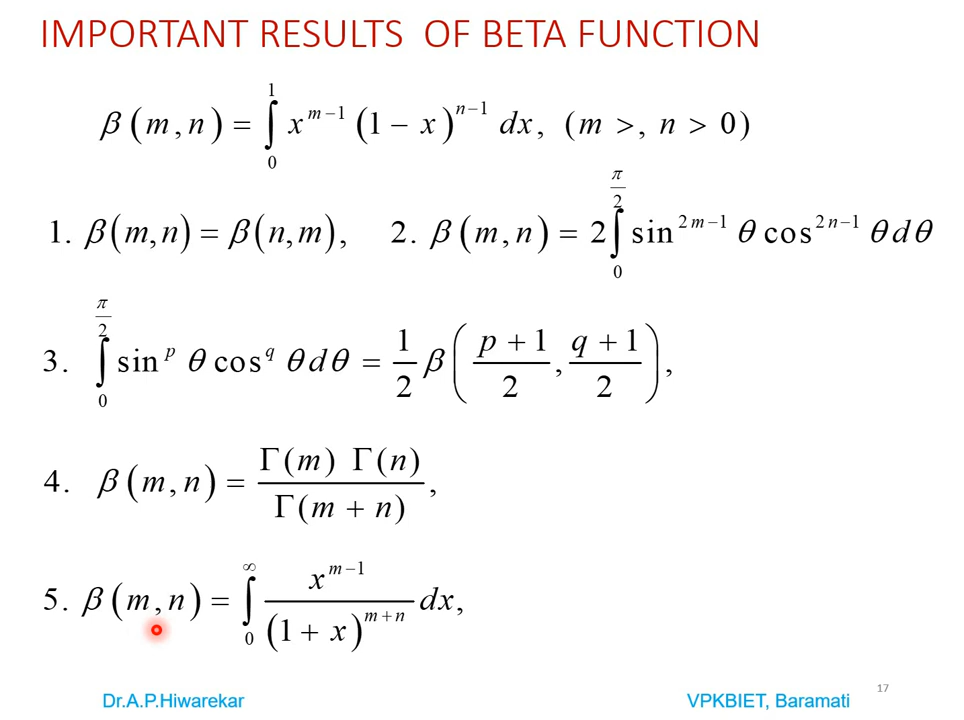 IMPORTANT RESULTS OF BETA FUNCTION
β(m,n) = ∫₀¹ x^{m−1} (1 − x)^{n−1} dx, (m >, n > 0)
1. β(m,n) = β(n,m), 2. β(m,n) = 2∫₀^{π/2} sin^{2m−1} θ cos^{2n−1} θ dθ
3. ∫₀^{π/2} sin^p θ cos^q θ dθ = 1/2 β((p+1)/2, (q+1)/2),
4. β(m,n) = Γ(m) Γ(n) / Γ(m + n),
5. β(m,n) = ∫₀^∞ x^{m−1} / (1 + x)^{m+n} dx,
17
Dr.A.P.Hiwarekar VPKBIET, Baramati